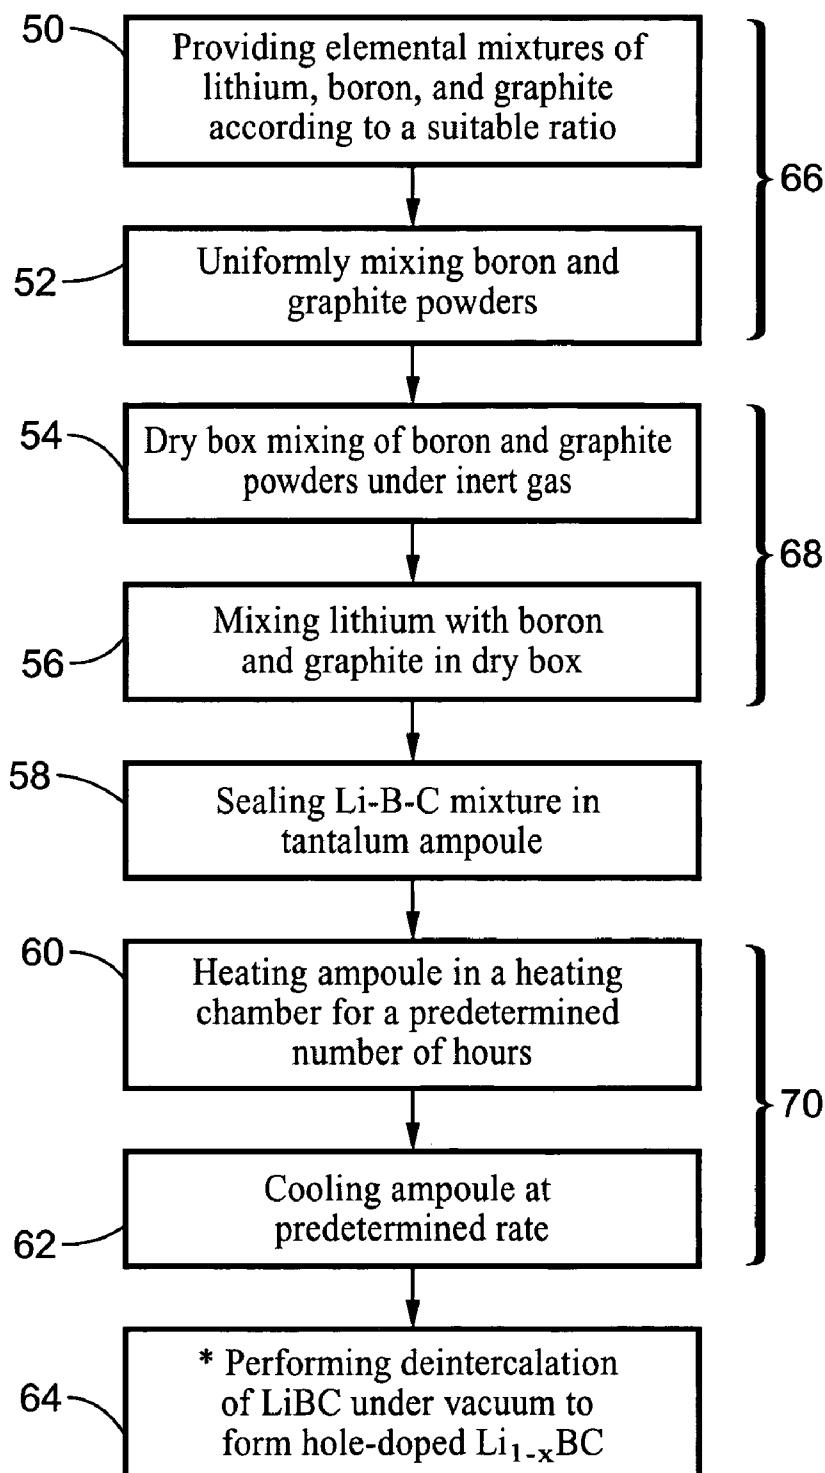 50
Providing elemental mixtures of
lithium, boron, and graphite
according to a suitable ratio
66
52
Uniformly mixing boron and
graphite powders
54
Dry box mixing of boron and graphite
powders under inert gas
68
56
Mixing lithium with boron
and graphite in dry box
58
Sealing Li-B-C mixture in
tantalum ampoule
60
Heating ampoule in a heating
chamber for a predetermined
number of hours
70
62
Cooling ampoule at
predetermined rate
64
* Performing deintercalation
of LiBC under vacuum to
form hole-doped Li₁₋ₓBC